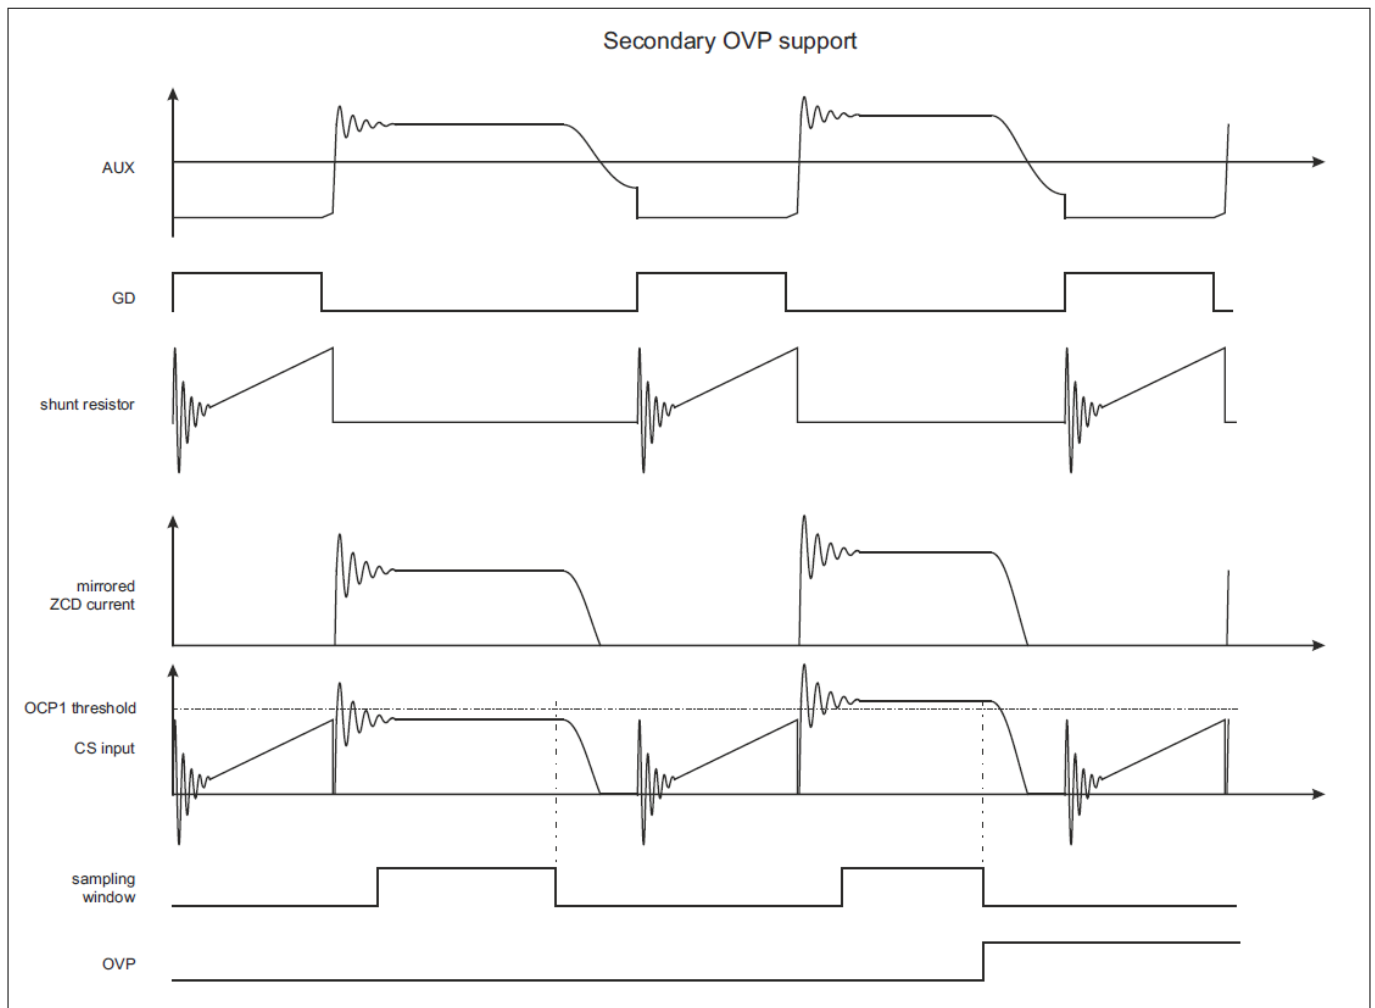 Secondary OVP support
AUX
GD
shunt resistor
mirrored
ZCD current
OCP1 threshold
CS input
sampling
window
OVP